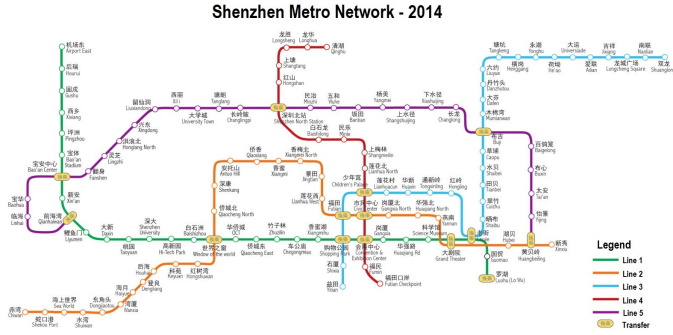 Shenzhen Metro Network - 2014
机场东
Airport East
后瑞
Hourui
固戍
Gushu
西乡
Xixiang
坪洲
Pingzhou
宝体
Bao'an
Stadium
宝安中心
Bao'an Center
新安
Xin'an
前海湾
Qianhaiwan
鲤鱼门
Liyumen
大新
Daxin
桃园
Taoyuan
深大
Shenzhen
University
高新园
Hi-Tech Park
白石洲
Baishizhou
世界之窗
Window of the world
华侨城
OCT
侨城东
Qiaocheng East
竹子林
Zhuzilin
车公庙
Chegongmiao
香蜜湖
Xiangmihu
购物公园
Shopping Park
会展中心
Convention &
Exhibition Center
岗厦
Gangxia
华强路
Huaqiang Rd
科学馆
Science Museum
大剧院
Grand Theater
国贸
Guomao
罗湖
Luohu (Lo Wu)
赤湾
Chiwan
蛇口港
Shekou Port
海上世界
Sea World
水湾
Shuiwan
东角头
Dongjiaotou
湾厦
Wanxia
海月
Haiyue
登良
Dengliang
后海
Houhai
科苑
Keyuan
红树湾
Hongshuwan
侨城北
Qiaocheng North
深康
Shenkang
安托山
Antuo Hill
侨香
Qiaoxiang
香蜜
Xiangmi
香梅北
Xiangmei North
景田
Jingtian
莲花西
Lianhua West
福田
Futian
市民中心
Civic Center
岗厦北
Gangxia North
华强北
Huaqiang North
燕南
Yannan
湖贝
Hubei
黄贝岭
Huangbeiling
新秀
Xinxiu
益田
Yitian
石厦
Shixia
少年宫
Children's Palace
莲花村
Lianhuacun
华新
Huaxin
通新岭
Tongxinling
红岭
Hongling
晒布
Shaibu
翠竹
Cuizhu
田贝
Tianbei
水贝
Shuibei
草埔
Caopu
布吉
Buji
木棉湾
Mumianwan
大芬
Dafen
丹竹头
Danzhutou
六约
Liuyue
塘坑
Tangkeng
横岗
Henggang
永湖
Yonghu
荷坳
He'ao
大运
Universiade
爱联
Ailian
吉祥
Jixiang
龙城广场
Longcheng Square
南联
Nanlian
双龙
Shuanglon
清湖
Qinghu
龙华
Longhua
龙胜
Longsheng
上塘
Shangtang
红山
Hongshan
深圳北站
Shenzhen North Station
白石龙
Baishilong
民乐
Minle
上梅林
Shangmeilin
莲花北
Lianhua North
福民
Fumin
福田口岸
Futian Checkpoint
临海
Linhai
宝华
Baohua
翻身
Fanshen
灵芝
Lingzhi
洪浪北
Honglang North
兴东
Xingdong
留仙洞
Liuxiandong
西丽
Xili
大学城
University Town
塘朗
Tanglang
长岭陂
Changlingpi
民治
Minzhi
五和
Wuhe
坂田
Bantian
杨美
Yangmei
上水径
Shangshuijing
下水径
Xiashuijing
长龙
Changlong
百鸽笼
Baigelong
布心
Buxin
太安
Tai'an
怡景
Yijing
Legend
Line 1
Line 2
Line 3
Line 4
Line 5
Transfer